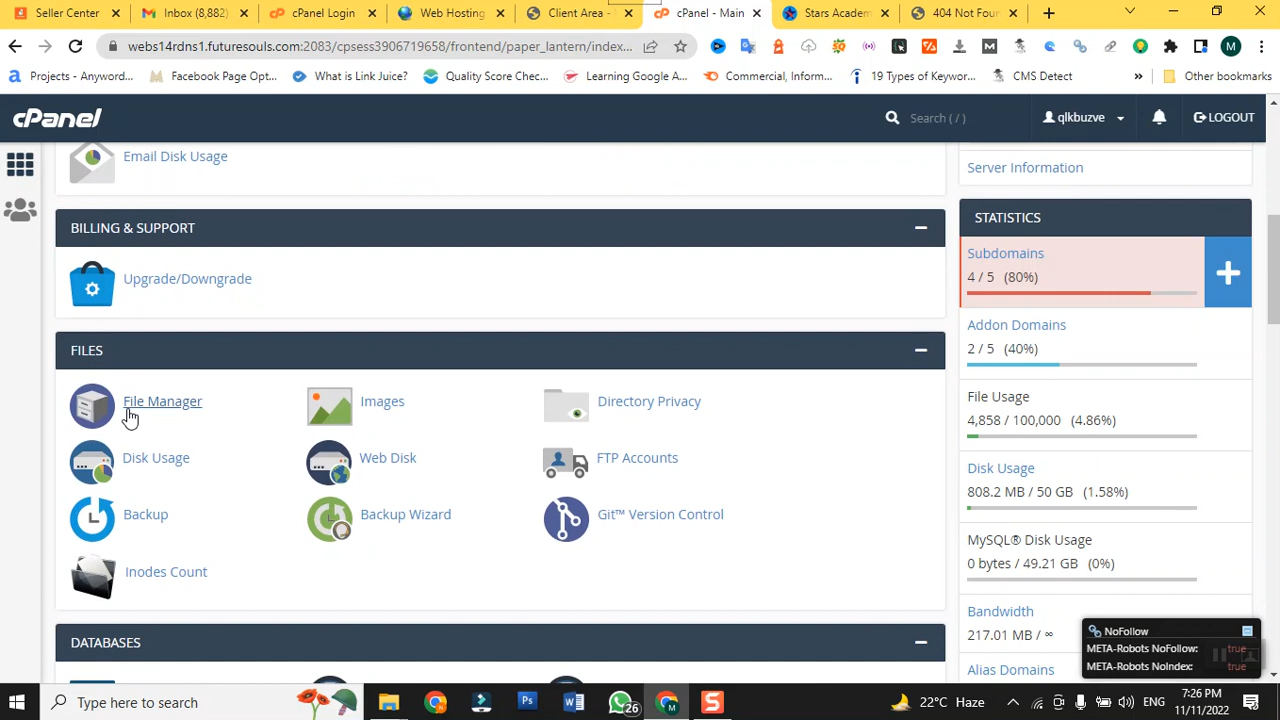 Seller Center
Inbox (8,882)
cPanel Login
Web Hosting
Client Area -
cPanel - Main
Stars Academ
404 Not Foun
webs14rdns1.futuresouls.com:2083/cpsess3906719658/frontend/paper_lantern/index...
M
Projects - Anyword...
Facebook Page Opt...
What is Link Juice?
Quality Score Chec...
Learning Google A...
Commercial, Inform...
19 Types of Keywor...
CMS Detect
»
Other bookmarks
cPanel
Search ( / )
qlkbuzve
LOGOUT
Email Disk Usage
BILLING & SUPPORT
Upgrade/Downgrade
FILES
File Manager
Images
Directory Privacy
Disk Usage
Web Disk
FTP Accounts
Backup
Backup Wizard
Git™ Version Control
Inodes Count
DATABASES
Server Information
STATISTICS
Subdomains
4 / 5 (80%)
Addon Domains
2 / 5 (40%)
File Usage
4,858 / 100,000 (4.86%)
Disk Usage
808.2 MB / 50 GB (1.58%)
MySQL® Disk Usage
0 bytes / 49.21 GB (0%)
Bandwidth
217.01 MB / ∞
Alias Domains
NoFollow
META-Robots NoFollow: true
META-Robots NoIndex: true
Type here to search
Ps
26
22°C Haze
ENG
7:26 PM
11/11/2022